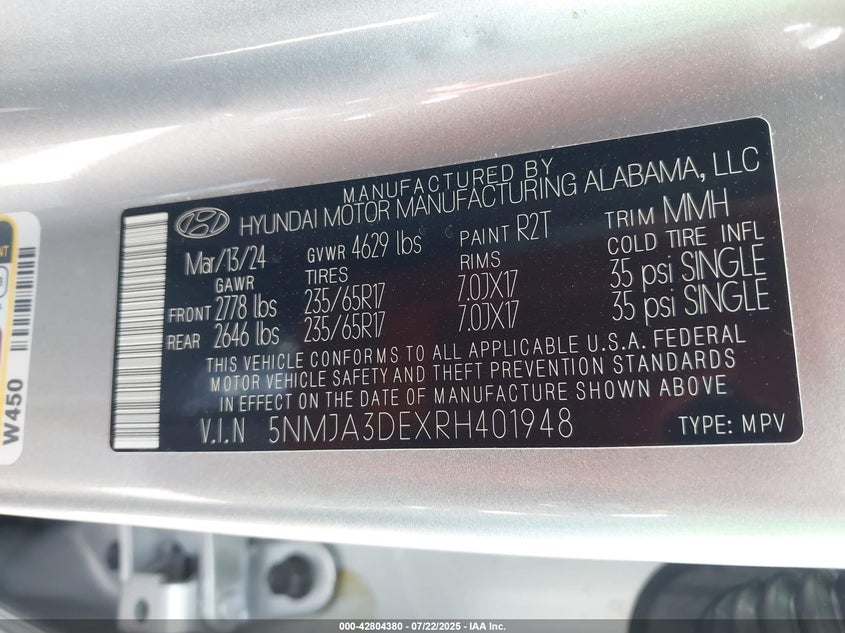 MANUFACTURED BY
HYUNDAI MOTOR MANUFACTURING ALABAMA, LLC
Mar/13/24 GVWR 4629 lbs PAINT R2T TRIM MMH
GAWR TIRES RIMS COLD TIRE INFL
FRONT 2778 lbs 235/65R17 7.0JX17 35 psi SINGLE
REAR 2646 lbs 235/65R17 7.0JX17 35 psi SINGLE
THIS VEHICLE CONFORMS TO ALL APPLICABLE U.S.A. FEDERAL
MOTOR VEHICLE SAFETY AND THEFT PREVENTION STANDARDS
IN EFFECT ON THE DATE OF MANUFACTURE SHOWN ABOVE
V.I.N 5NMJA3DEXRH401948 TYPE: MPV
W450
000-42804380 - 07/22/2025 - IAA Inc.